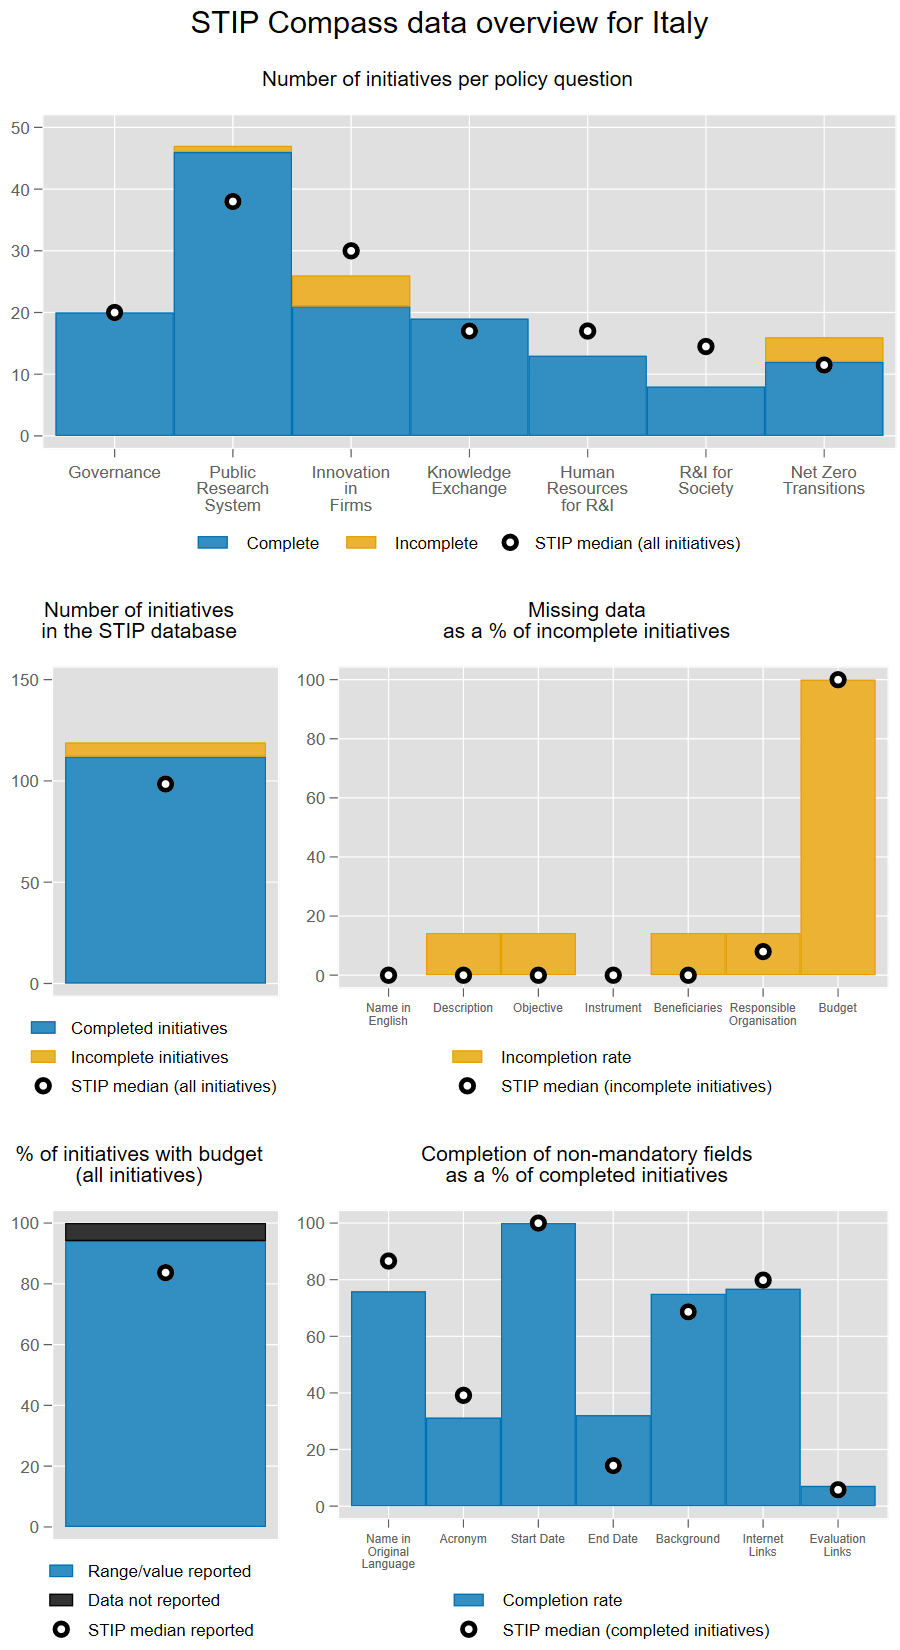 STIP Compass data overview for Italy
Number of initiatives per policy question
50
40
30
20
10
0
Governance
Public
Research
System
Innovation
in
Firms
Knowledge
Exchange
Human
Resources
for R&I
R&I for
Society
Net Zero
Transitions
Complete
Incomplete
STIP median (all initiatives)
Number of initiatives
in the STIP database
150
100
50
0
Completed initiatives
Incomplete initiatives
STIP median (all initiatives)
Missing data
as a % of incomplete initiatives
100
80
60
40
20
0
Name in
English
Description
Objective
Instrument
Beneficiaries
Responsible
Organisation
Budget
Incompletion rate
STIP median (incomplete initiatives)
% of initiatives with budget
(all initiatives)
100
80
60
40
20
0
Range/value reported
Data not reported
STIP median reported
Completion of non-mandatory fields
as a % of completed initiatives
100
80
60
40
20
0
Name in
Original
Language
Acronym
Start Date
End Date
Background
Internet
Links
Evaluation
Links
Completion rate
STIP median (completed initiatives)